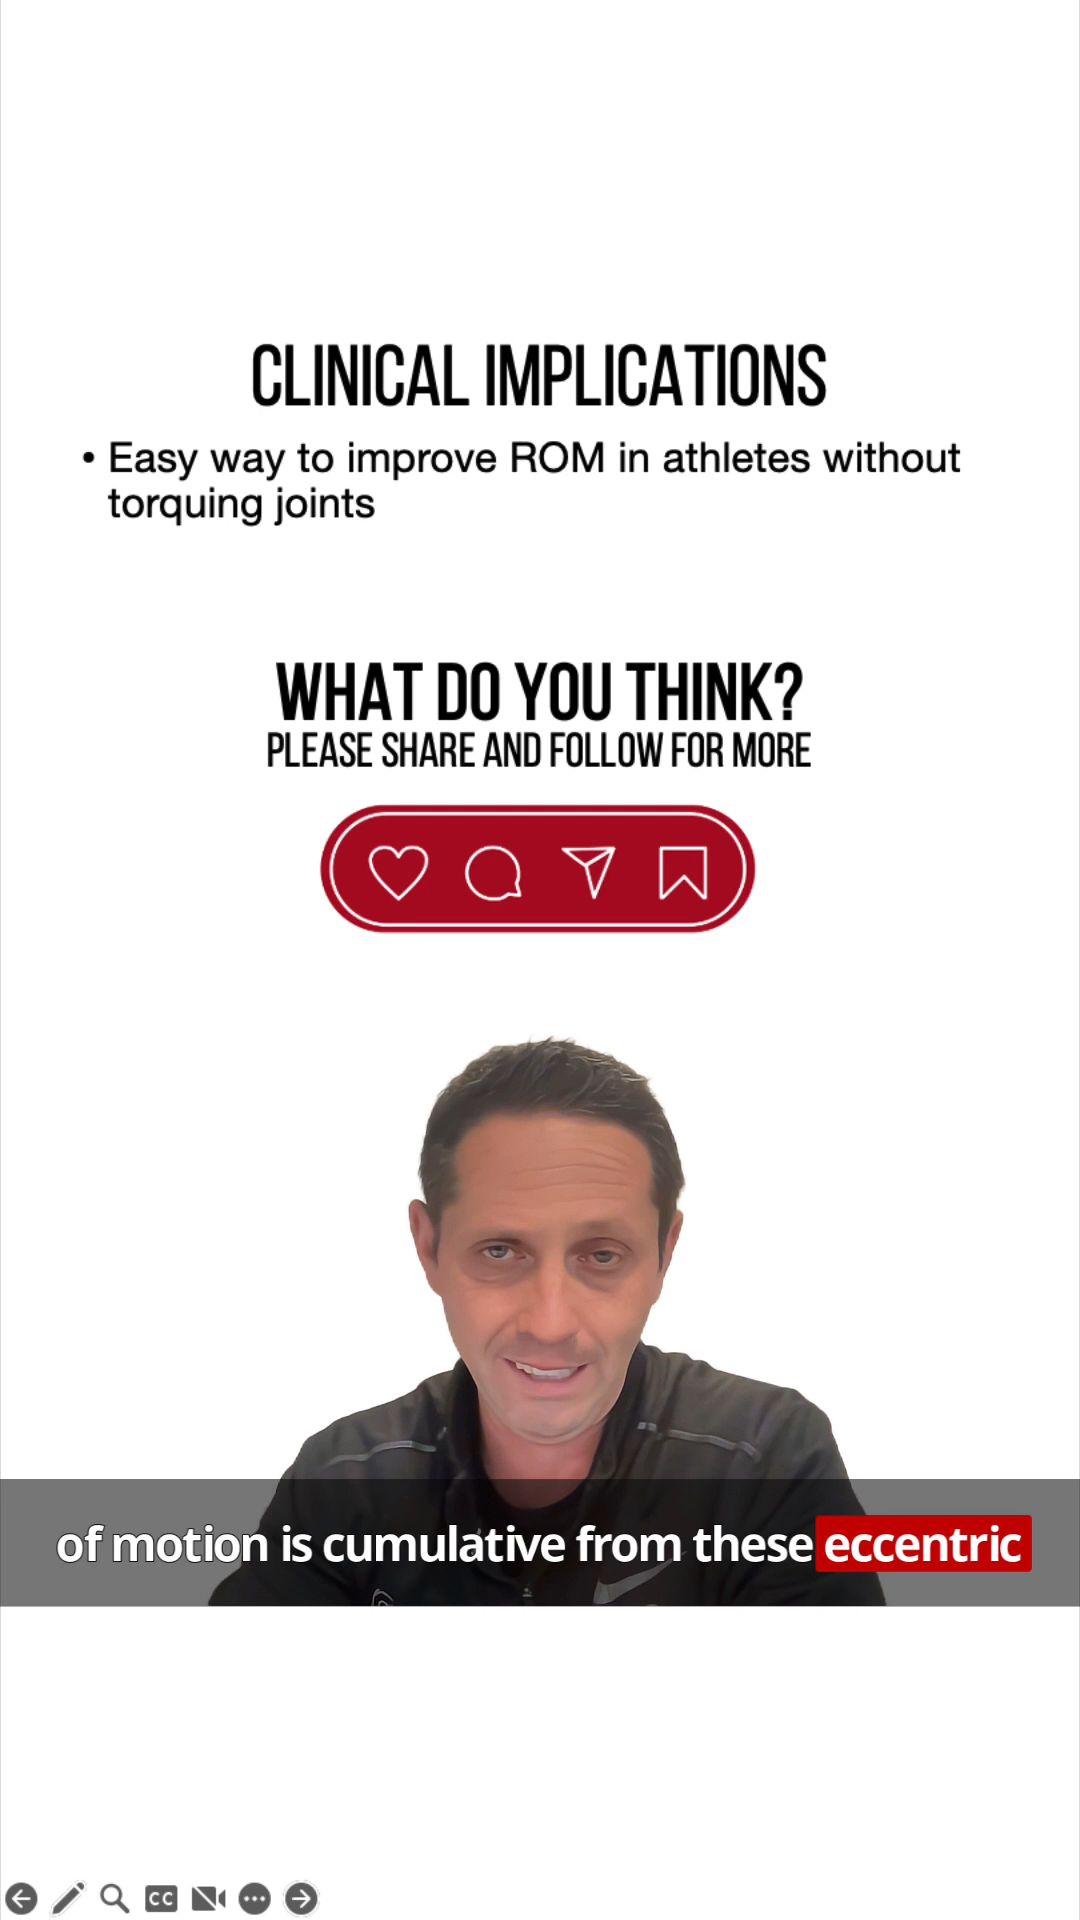 CLINICAL IMPLICATIONS
• Easy way to improve ROM in athletes without
torquing joints
WHAT DO YOU THINK?
PLEASE SHARE AND FOLLOW FOR MORE
of motion is cumulative from these eccentric
CC